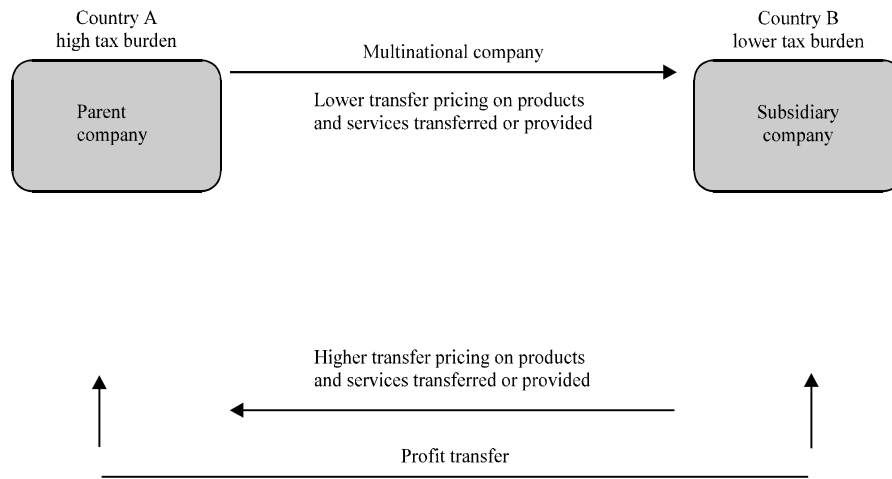 Country A
high tax burden
Country B
lower tax burden
Multinational company
Parent
company
Lower transfer pricing on products
and services transferred or provided
Subsidiary
company
Higher transfer pricing on products
and services transferred or provided
Profit transfer